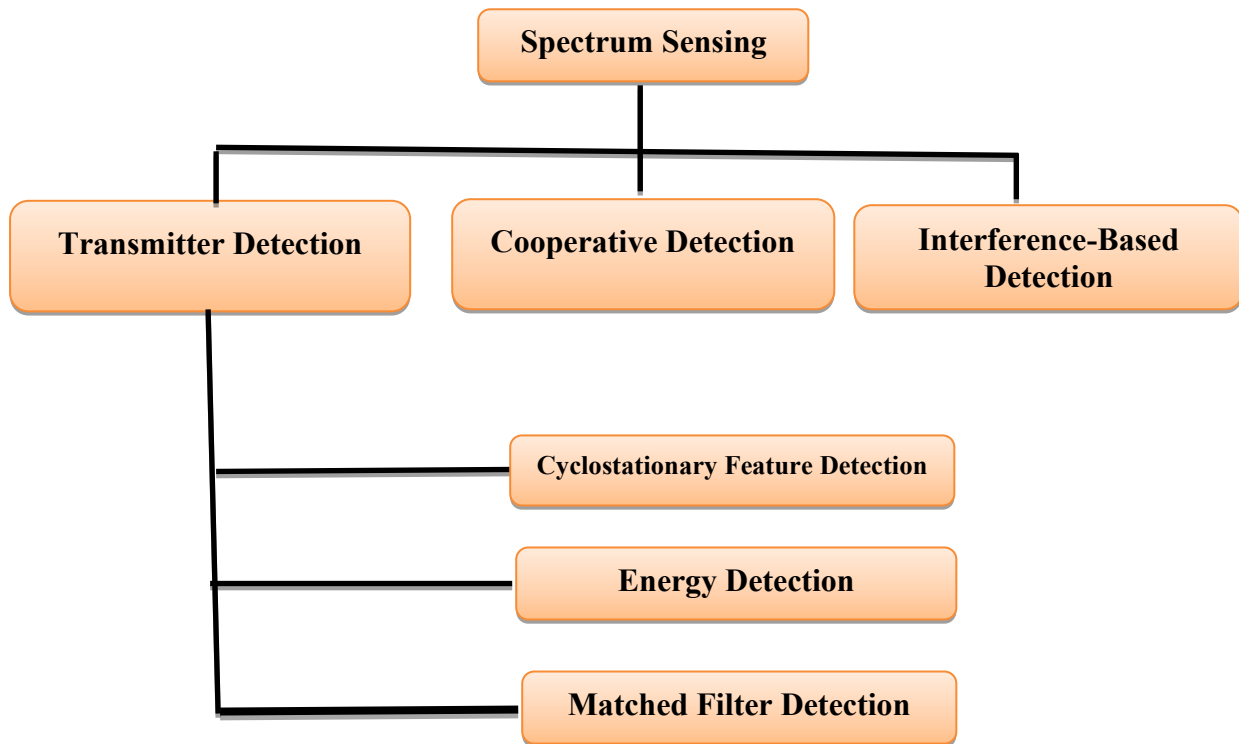 Spectrum Sensing
Transmitter Detection
Cooperative Detection
Interference-Based
Detection
Cyclostationary Feature Detection
Energy Detection
Matched Filter Detection